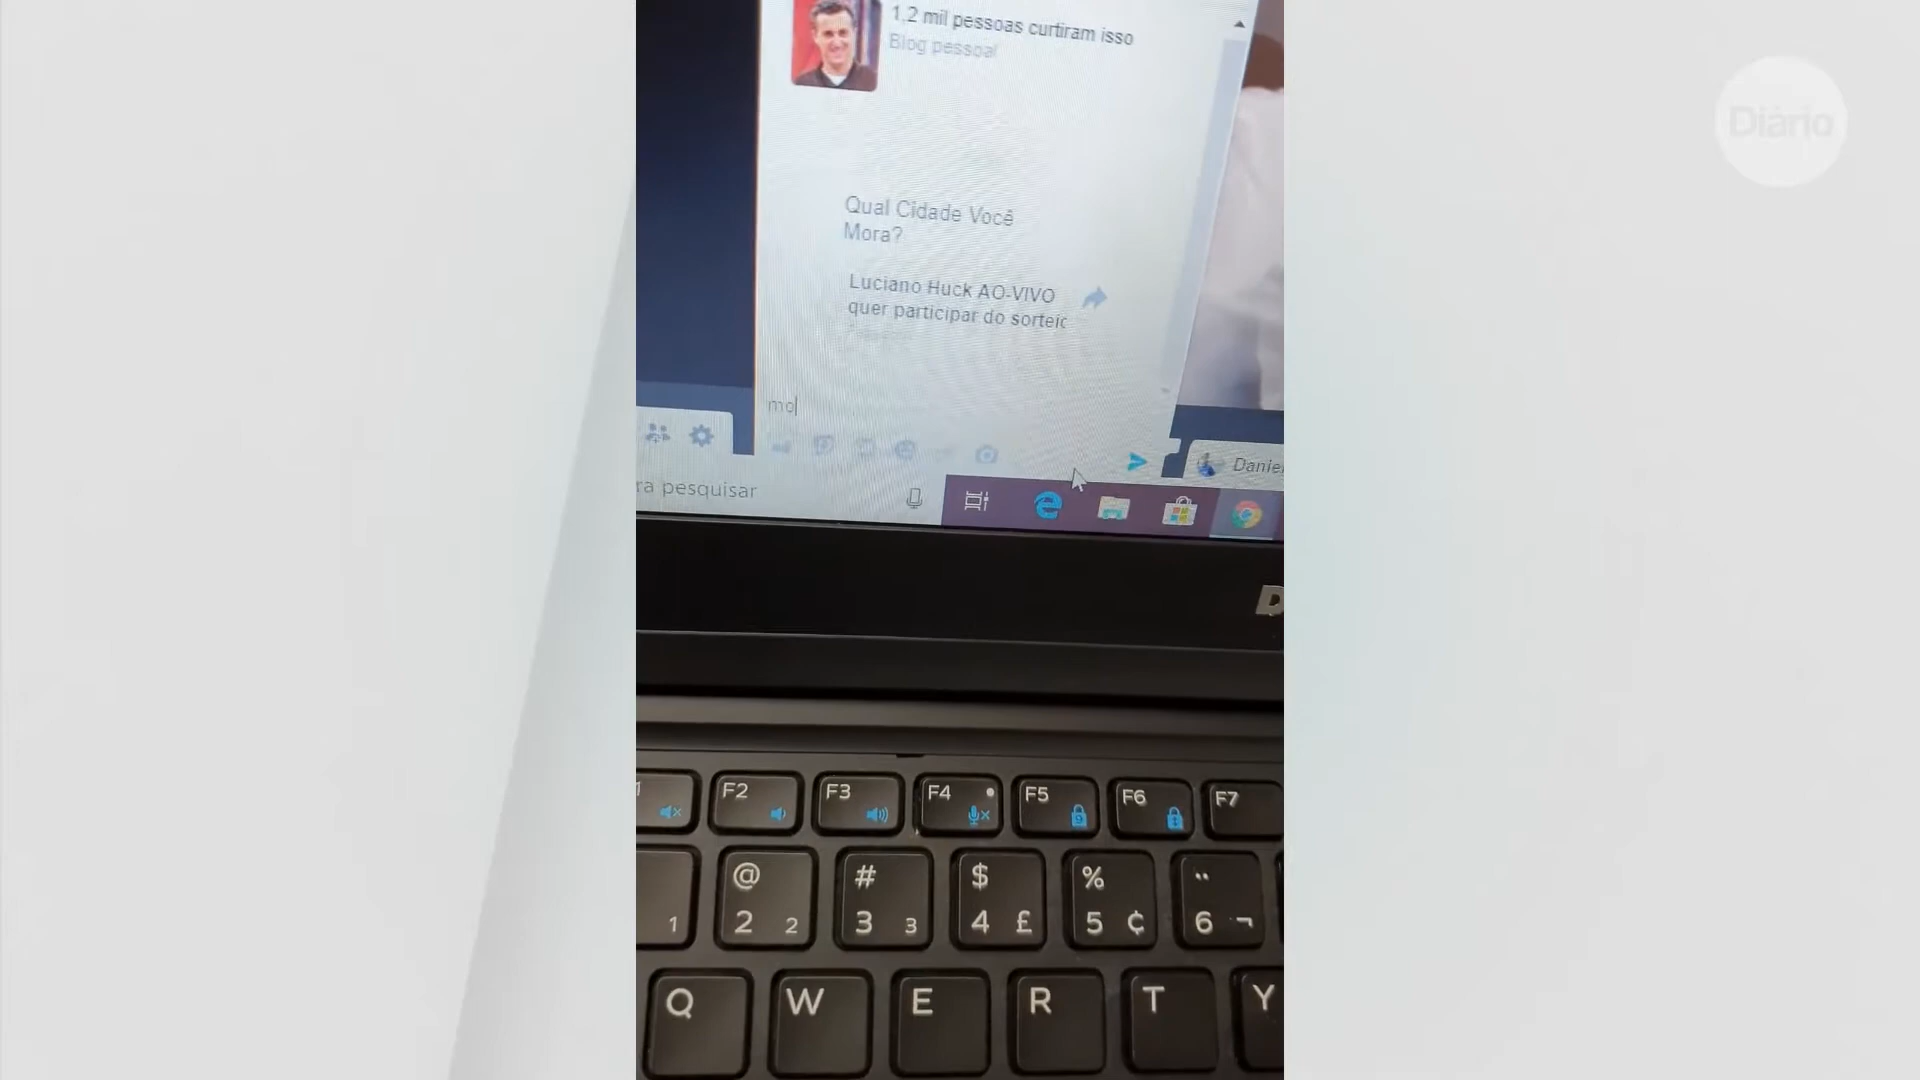 1,2 mil pessoas curtiram isso
Blog pessoal
Diário
Qual Cidade Você
Mora?
Luciano Huck AO-VIVO
quer participar do sorteio
mo
Danie
ra pesquisar
F2
F3
F4
F5
F6
F7
@
#
$
%
¨
1
2 2
3 3
4 £
5 ¢
6 ¬
Q
W
E
R
T
Y